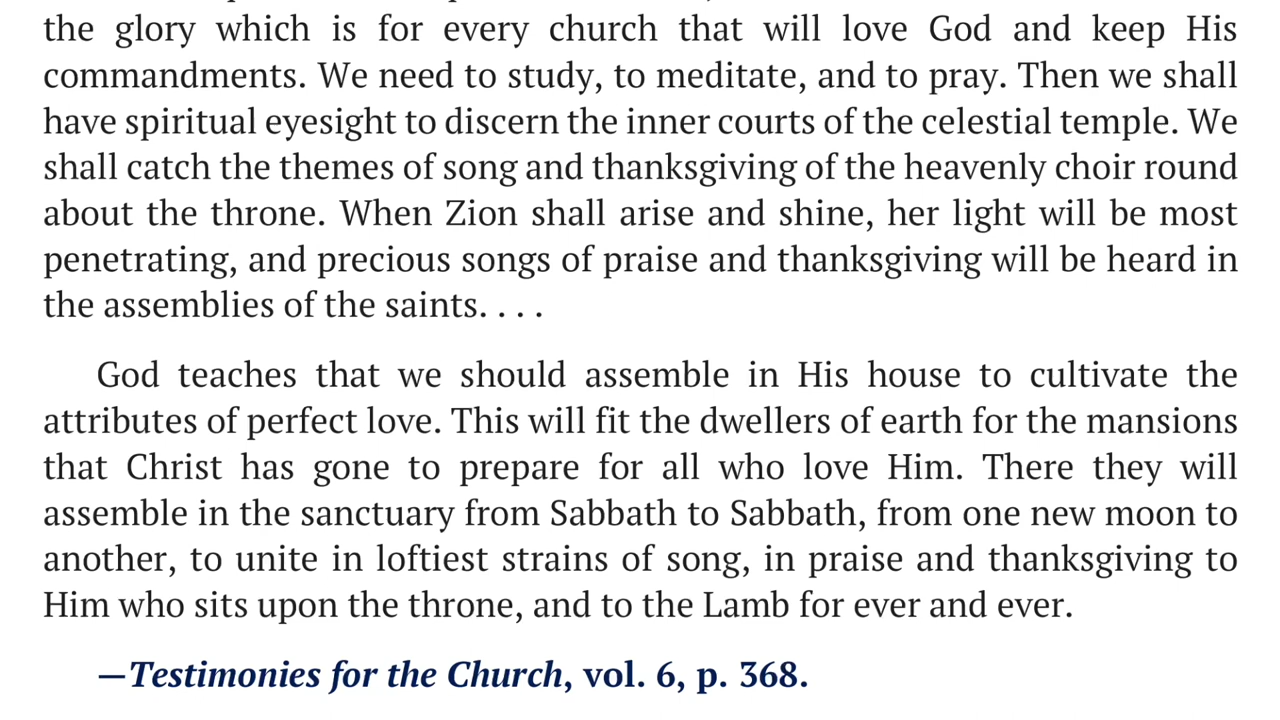 the glory which is for every church that will love God and keep His
commandments. We need to study, to meditate, and to pray. Then we shall
have spiritual eyesight to discern the inner courts of the celestial temple. We
shall catch the themes of song and thanksgiving of the heavenly choir round
about the throne. When Zion shall arise and shine, her light will be most
penetrating, and precious songs of praise and thanksgiving will be heard in
the assemblies of the saints. . . .
God teaches that we should assemble in His house to cultivate the
attributes of perfect love. This will fit the dwellers of earth for the mansions
that Christ has gone to prepare for all who love Him. There they will
assemble in the sanctuary from Sabbath to Sabbath, from one new moon to
another, to unite in loftiest strains of song, in praise and thanksgiving to
Him who sits upon the throne, and to the Lamb for ever and ever.
—Testimonies for the Church, vol. 6, p. 368.